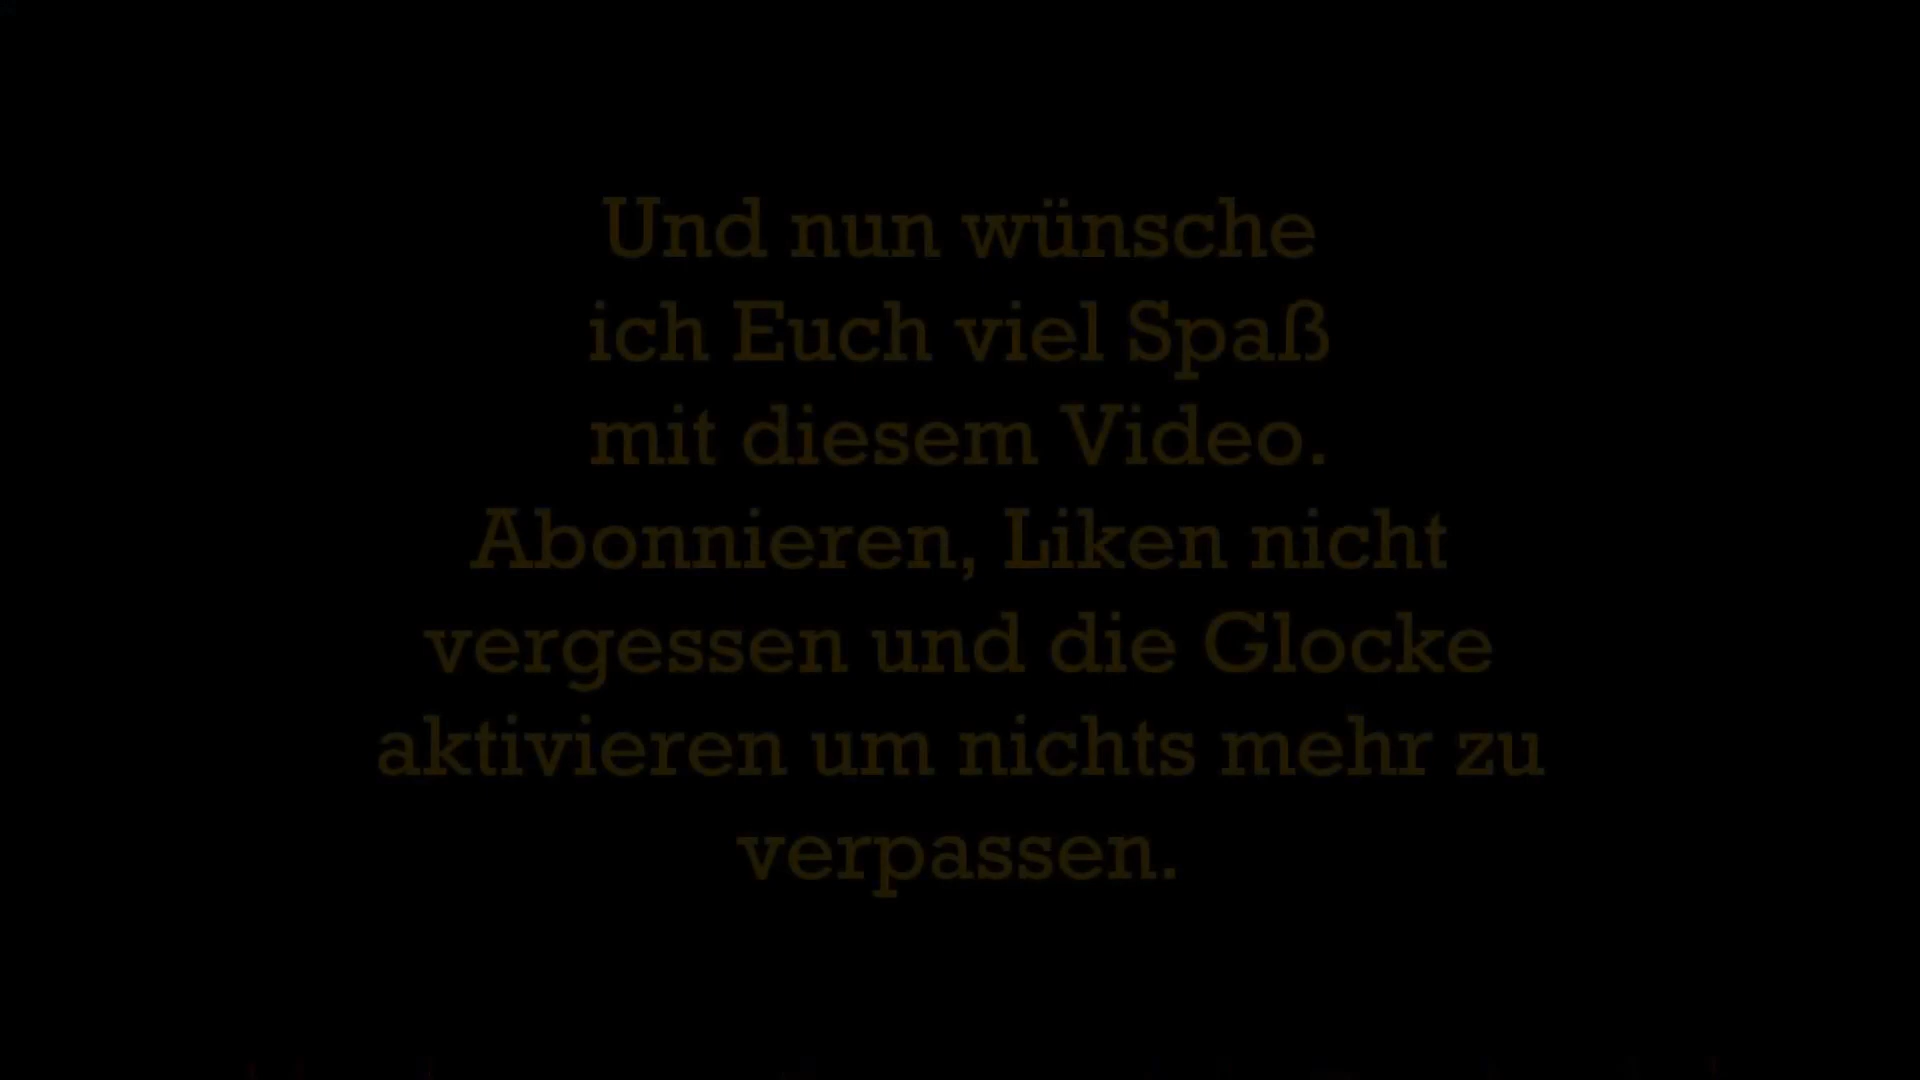 Und nun wünsche
ich Euch viel Spaß
mit diesem Video.
Abonnieren, Liken nicht
vergessen und die Glocke
aktivieren um nichts mehr zu
verpassen.